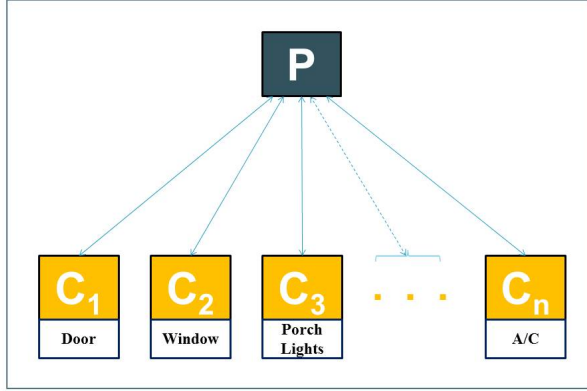 P
C₁ C₂ C₃ . . . Cₙ
Door Window Porch Lights A/C